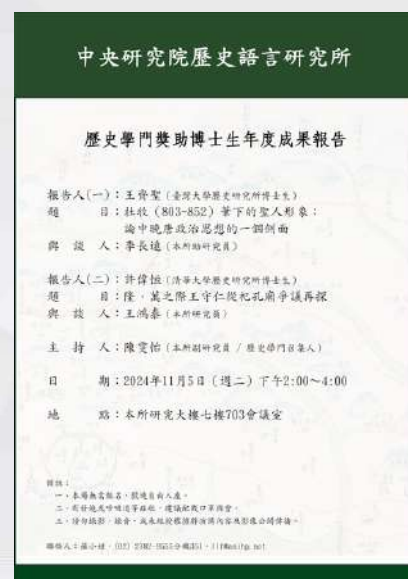 中央研究院歷史語言研究所
歷史學門獎助博士生年度成果報告
報告人(一)：王齊聖(臺灣大學歷史研究所博士生)
題　　目：杜牧(803-852)筆下的聖人形象：
論中晚唐政治思想的一個側面
與談人：李長遠(本所助研究員)
報告人(二)：許偉恒(清華大學歷史研究所博士生)
題　　目：隆、萬之際王守仁從祀孔廟爭議再探
與談人：王鴻泰(本所研究員)
主持人：陳雯怡(本所副研究員 / 歷史學門召集人)
日　　期：2024年11月5日(週二)下午2:00～4:00
地　　點：本所研究大樓七樓703會議室
附註：
一、本場無需報名，歡迎自由入座。